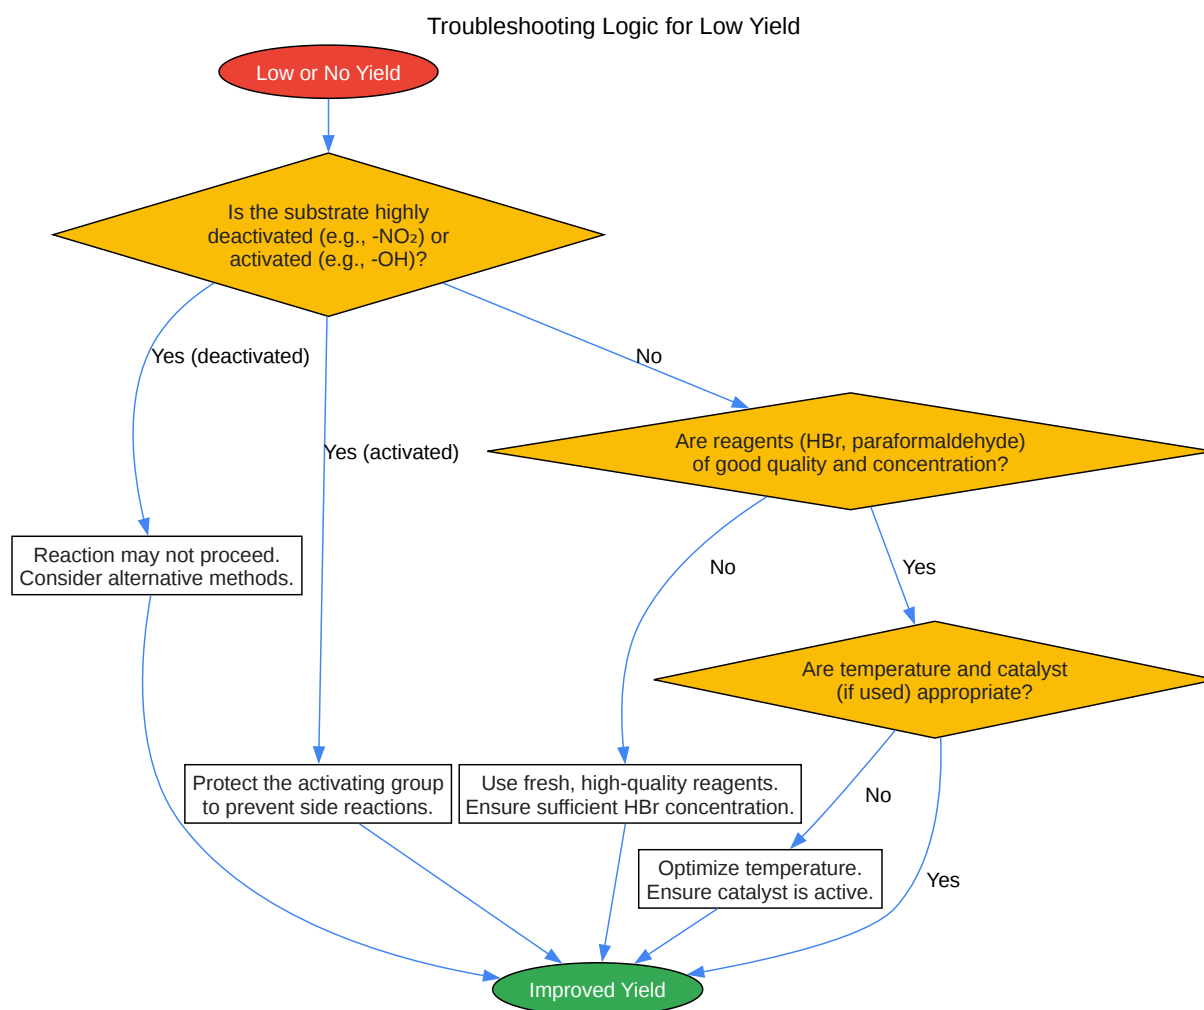 Troubleshooting Logic for Low Yield
Low or No Yield
Is the substrate highly
deactivated (e.g., -NO₂) or
activated (e.g., -OH)?
Yes (deactivated)
No
Yes (activated)
Are reagents (HBr, paraformaldehyde)
of good quality and concentration?
Reaction may not proceed.
Consider alternative methods.
No
Yes
Are temperature and catalyst
(if used) appropriate?
Protect the activating group
to prevent side reactions.
Use fresh, high-quality reagents.
Ensure sufficient HBr concentration.
No
Optimize temperature.
Ensure catalyst is active.
Yes
Improved Yield